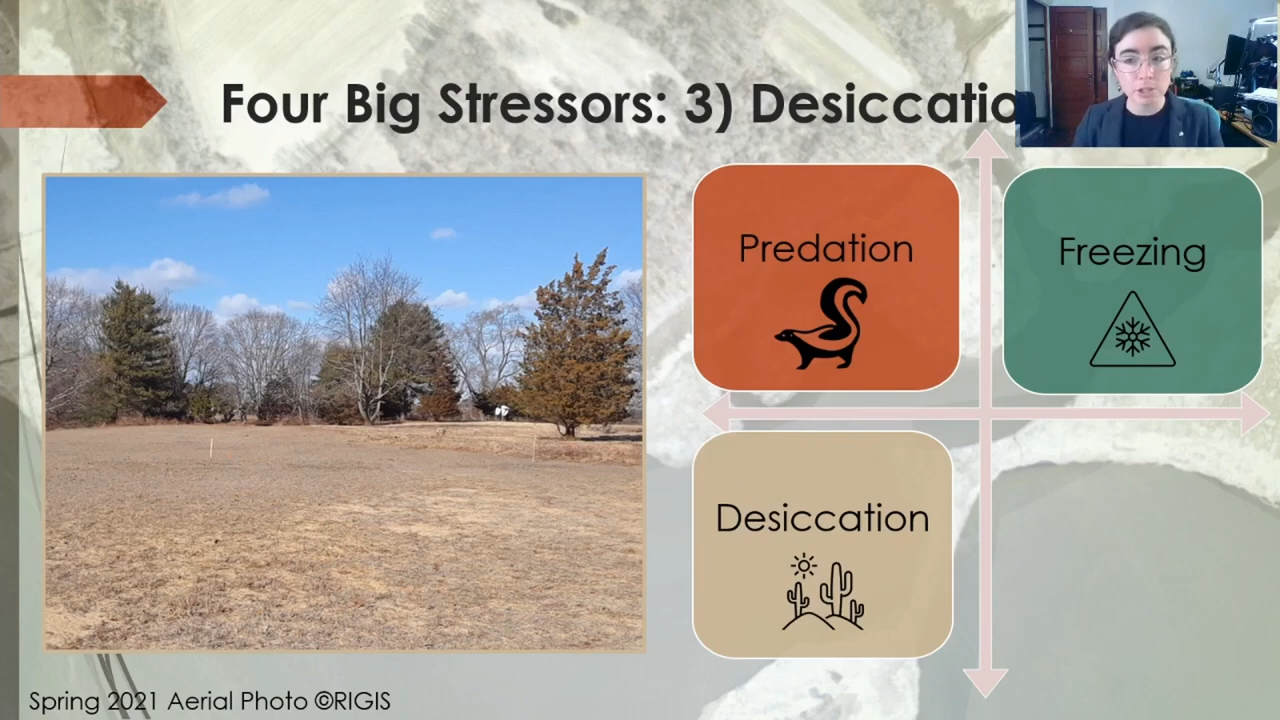 Four Big Stressors: 3) Desiccatio
Predation
Freezing
Desiccation
Spring 2021 Aerial Photo ©RIGIS